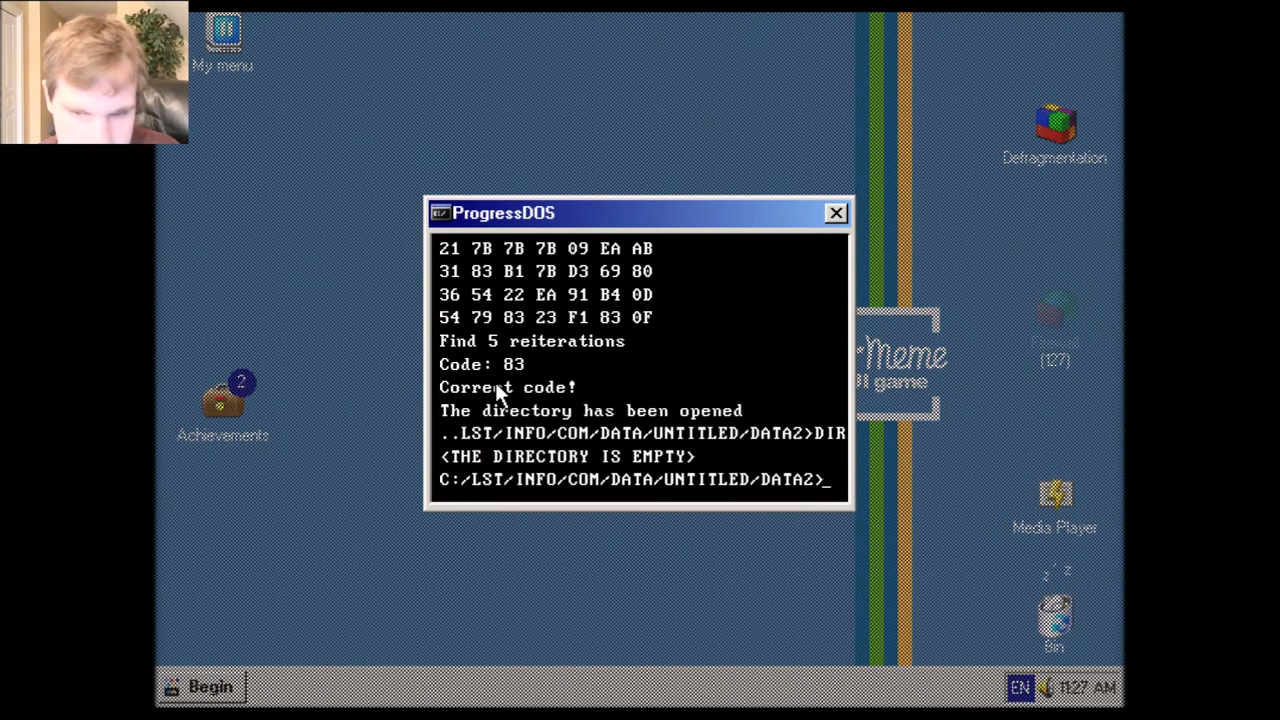 My menu
Defragmentation
ProgressDOS
21 7B 7B 7B 09 EA AB
31 83 B1 7B D3 69 80
36 54 22 EA 91 B4 0D
54 79 83 23 F1 83 0F
Find 5 reiterations
Code: 83
Correct code!
The directory has been opened
..LST/INFO/COM/DATA/UNTITLED/DATA2>DIR
<THE DIRECTORY IS EMPTY>
C:/LST/INFO/COM/DATA/UNTITLED/DATA2>_
Firewall
(127)
Meme
game
2
Achievements
Media Player
z z
Bin
Begin
EN
11:27 AM